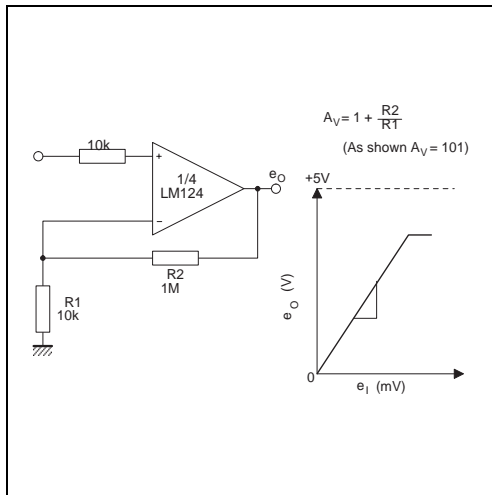 A_V = 1 + R2/R1
(As shown A_V = 101)
10k
+
1/4
LM124
e_O
+5V
–
R2
1M
R1
10k
e_O (V)
0
e_I (mV)